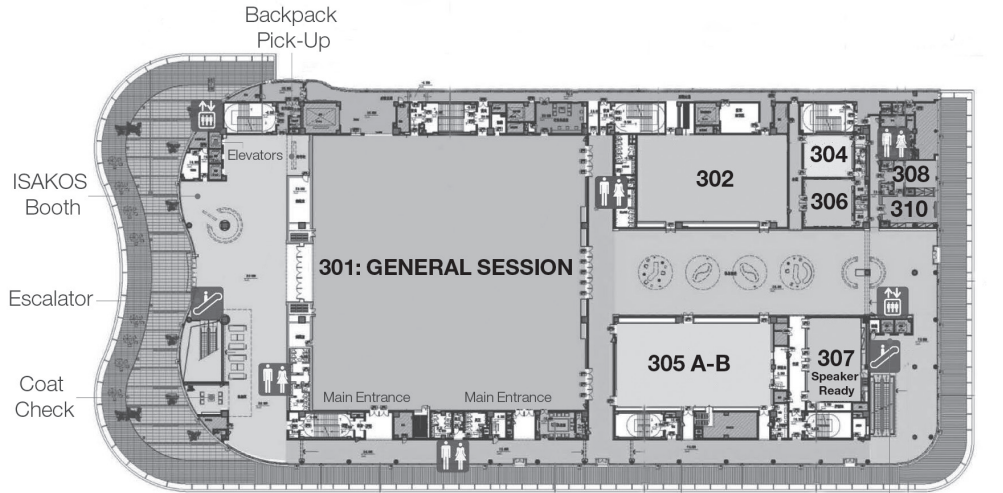 Backpack
Pick-Up
Elevators
ISAKOS
Booth
302
304
308
306
310
301: GENERAL SESSION
Escalator
305 A-B
307
Speaker
Ready
Coat
Check
Main Entrance
Main Entrance